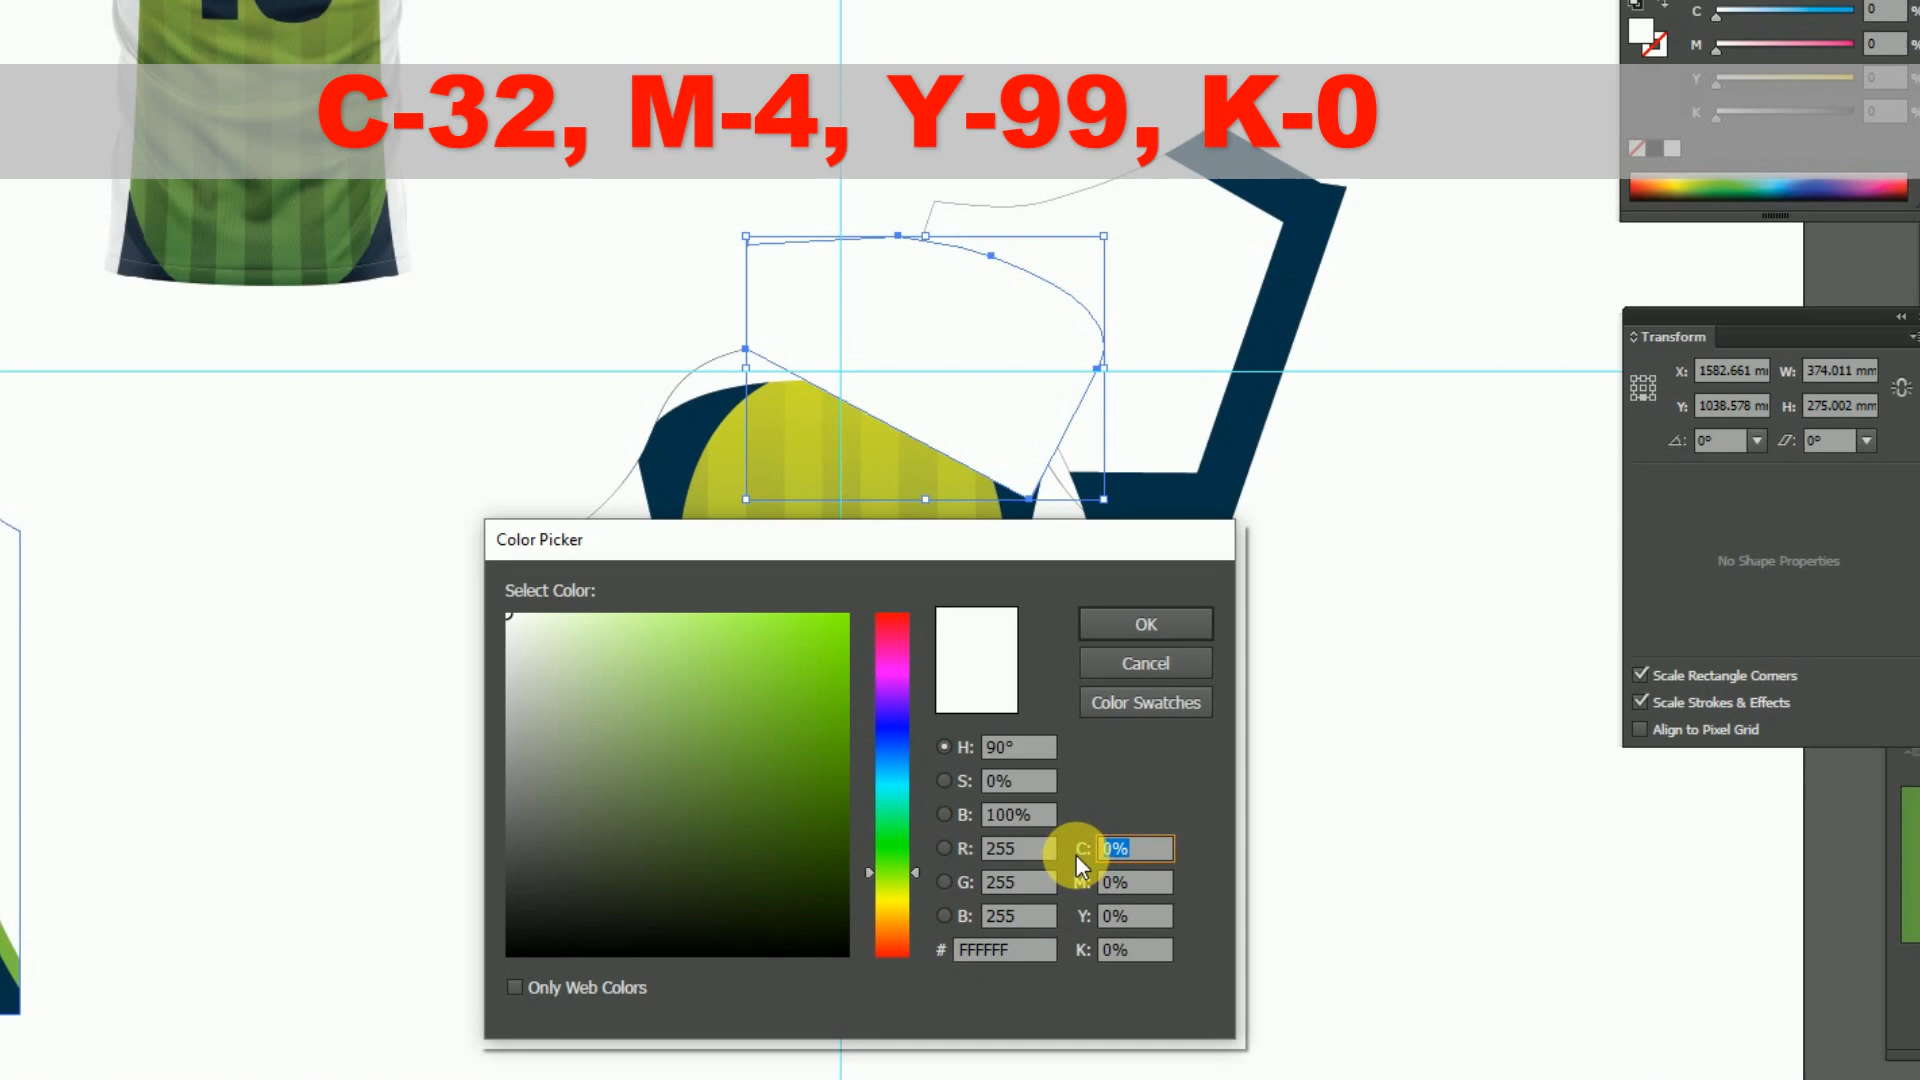 C
0
%
M
0
%
C-32, M-4, Y-99, K-0
Y
0
%
K
0
%
Transform
X: 1582.661 W: 374.011 mm
Y: 1038.578 H: 275.002 mm
0°
0°
No Shape Properties
Scale Rectangle Corners
Scale Strokes & Effects
Align to Pixel Grid
Color Picker
Select Color:
OK
Cancel
Color Swatches
H: 90°
S: 0%
B: 100%
R: 255 C: 0%
G: 255 M: 0%
B: 255 Y: 0%
# FFFFFF K: 0%
Only Web Colors